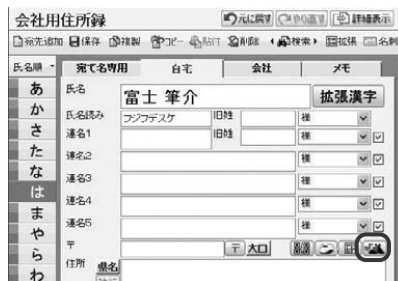 会社用住所録 元に戻す やり直す 詳細表示
宛先追加 保存 複製 コピー 貼付 削除 検索 拡張 名刺
氏名順 宛て名専用 自宅 会社 メモ
あ
か
さ
た
な
は
ま
や
ら
わ
氏名 富士 筆介 拡張漢字
氏名読み フジフデスケ 旧姓 様
連名1 旧姓 様
連名2 様
連名3 様
連名4 様
連名5 様
〒 〒 大口
住所 県名